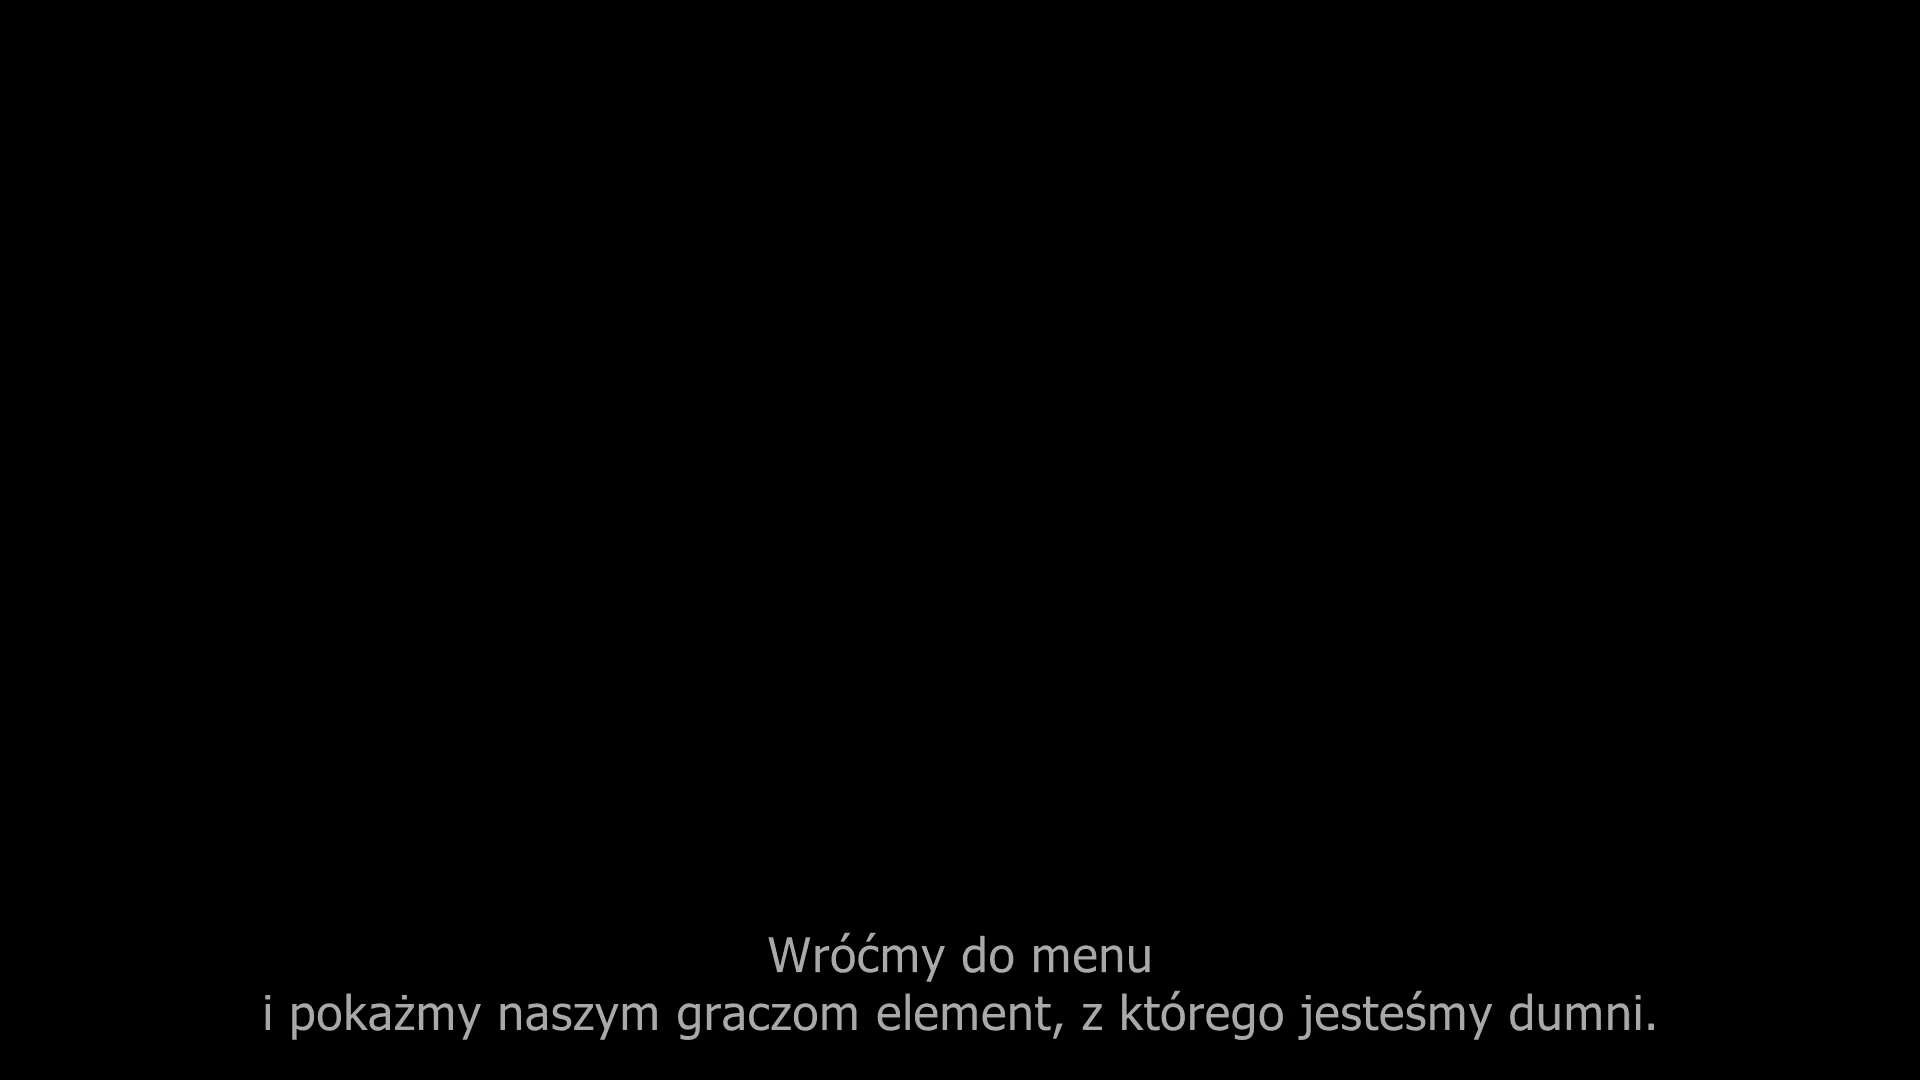 Wróćmy do menu
i pokażmy naszym graczom element, z którego jesteśmy dumni.